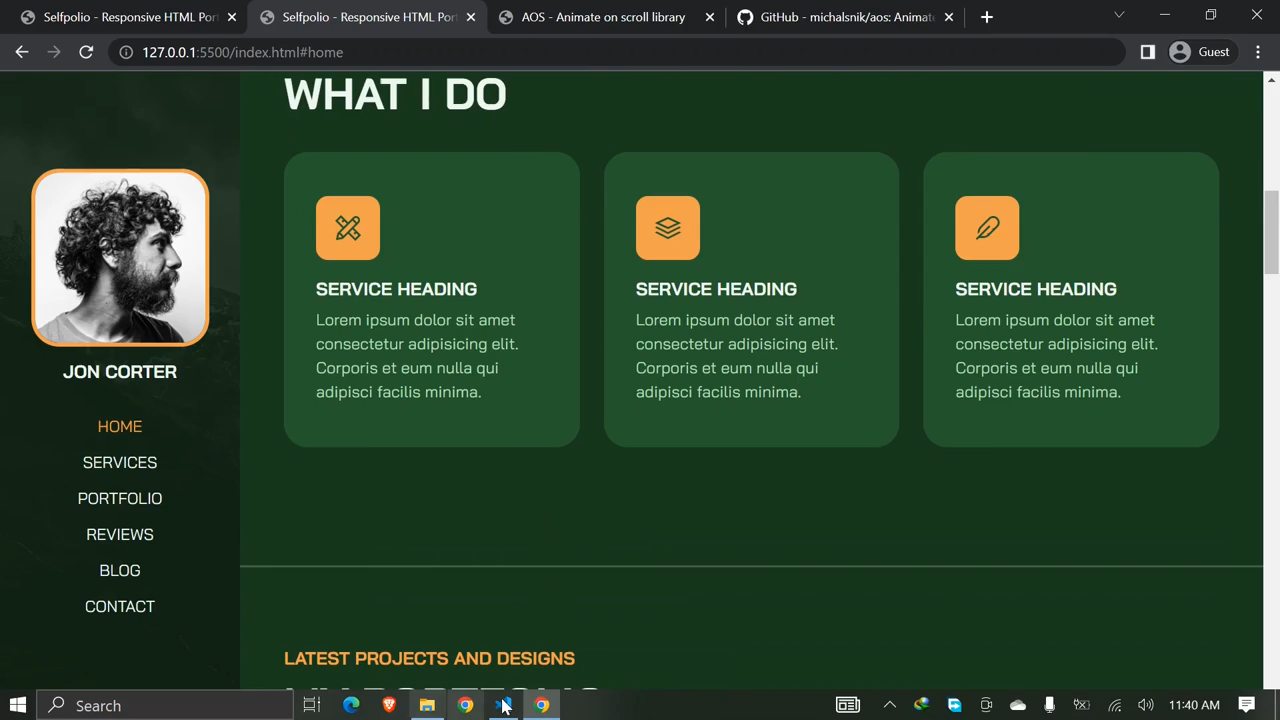 Selfpolio - Responsive HTML Por
Selfpolio - Responsive HTML Port
AOS - Animate on scroll library
GitHub - michalsnik/aos: Animate
127.0.0.1:5500/index.html#home
Guest
WHAT I DO
SERVICE HEADING
Lorem ipsum dolor sit amet
consectetur adipisicing elit.
Corporis et eum nulla qui
adipisci facilis minima.
SERVICE HEADING
Lorem ipsum dolor sit amet
consectetur adipisicing elit.
Corporis et eum nulla qui
adipisci facilis minima.
SERVICE HEADING
Lorem ipsum dolor sit amet
consectetur adipisicing elit.
Corporis et eum nulla qui
adipisci facilis minima.
JON CORTER
HOME
SERVICES
PORTFOLIO
REVIEWS
BLOG
CONTACT
LATEST PROJECTS AND DESIGNS
Search
11:40 AM